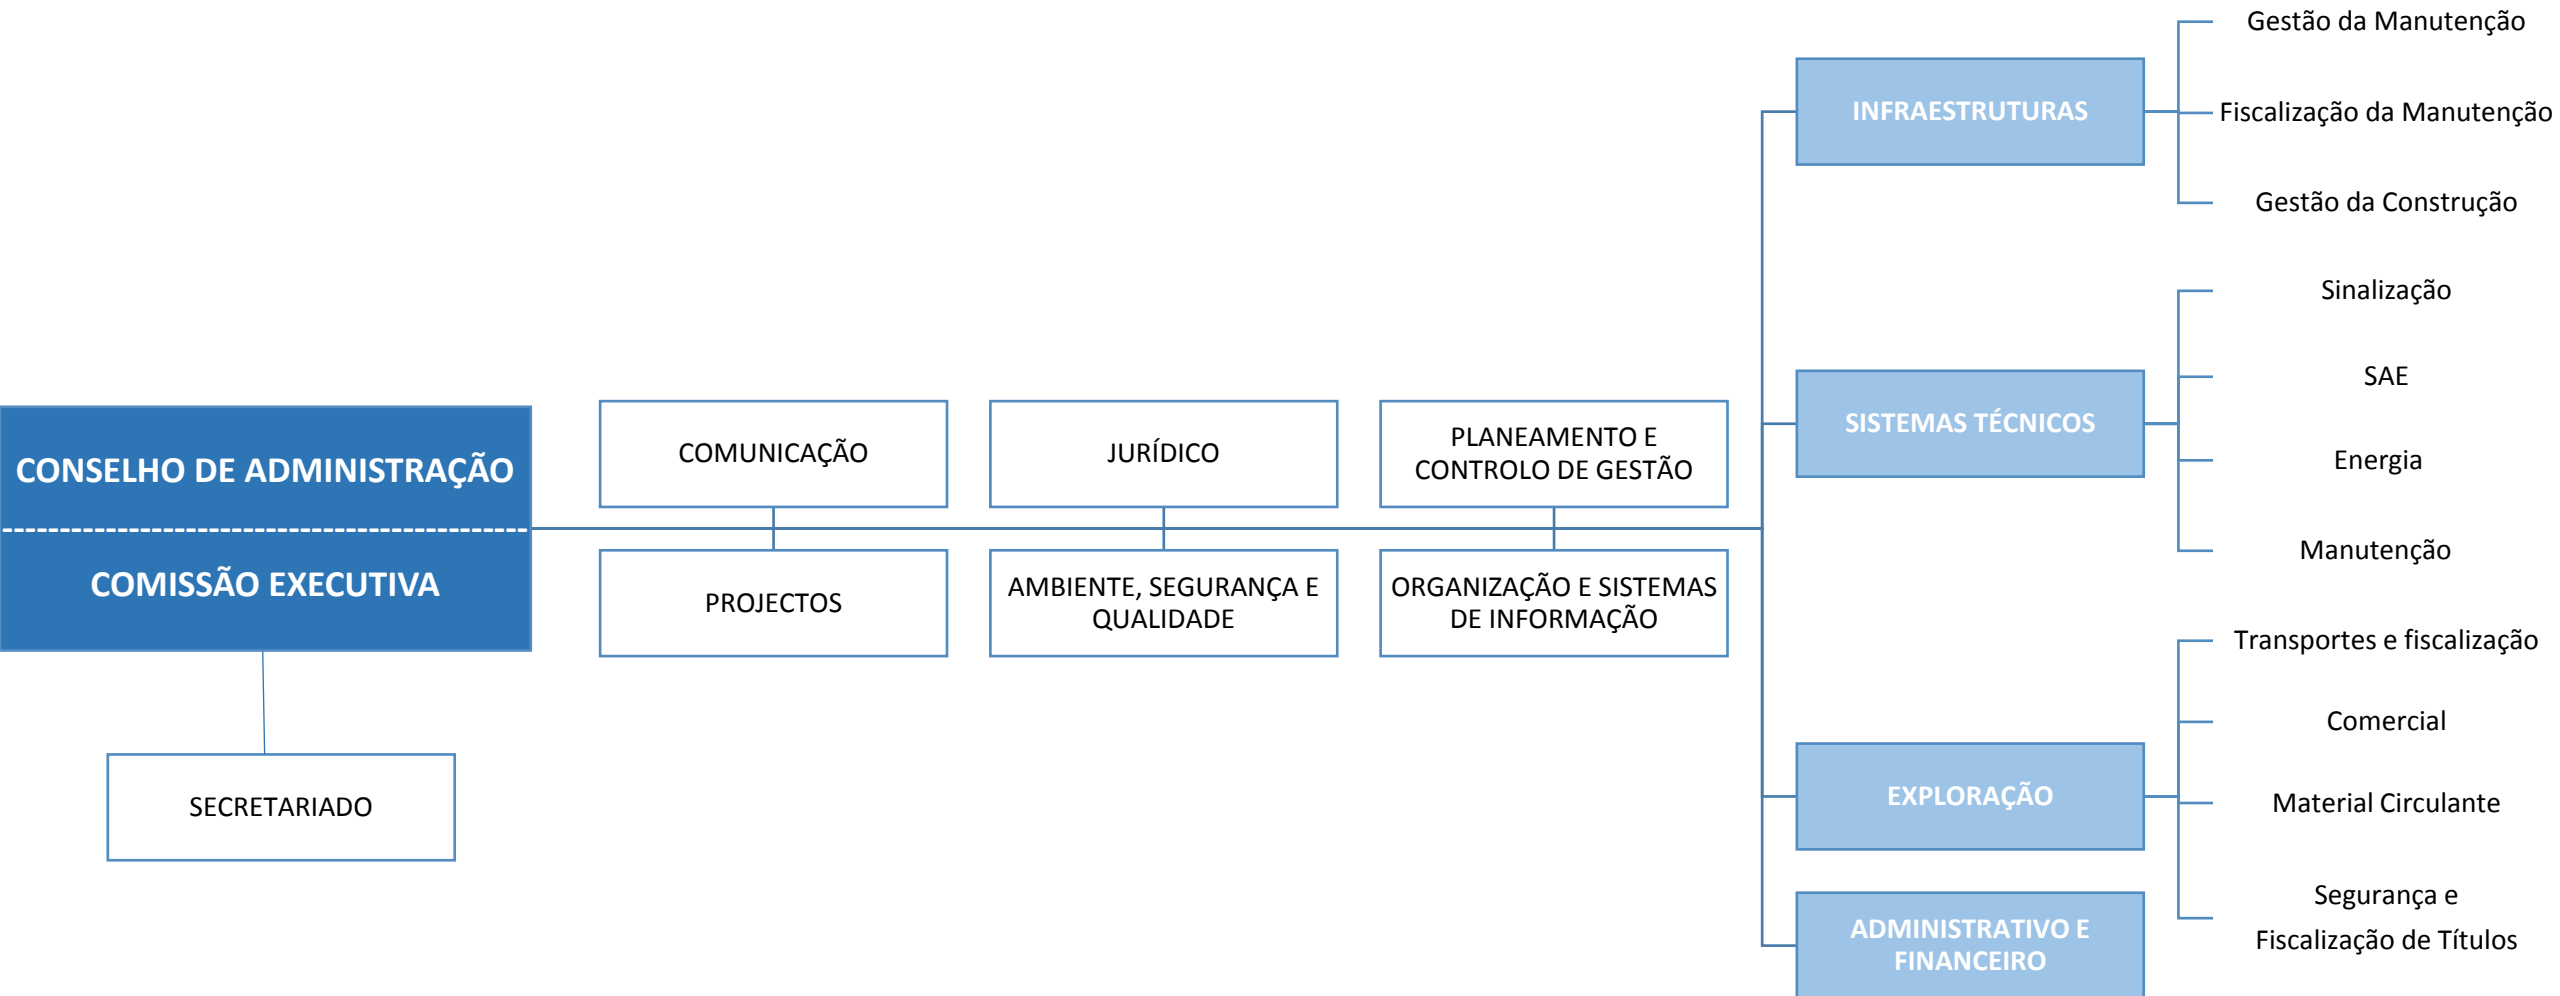 CONSELHO DE ADMINISTRAÇÃO
COMISSÃO EXECUTIVA
SECRETARIADO
COMUNICAÇÃO
JURÍDICO
PLANEAMENTO E
CONTROLO DE GESTÃO
PROJECTOS
AMBIENTE, SEGURANÇA E
QUALIDADE
ORGANIZAÇÃO E SISTEMAS
DE INFORMAÇÃO
INFRAESTRUTURAS
Gestão da Manutenção
Fiscalização da Manutenção
Gestão da Construção
SISTEMAS TÉCNICOS
Sinalização
SAE
Energia
Manutenção
EXPLORAÇÃO
Transportes e fiscalização
Comercial
Material Circulante
Segurança e
Fiscalização de Títulos
ADMINISTRATIVO E
FINANCEIRO